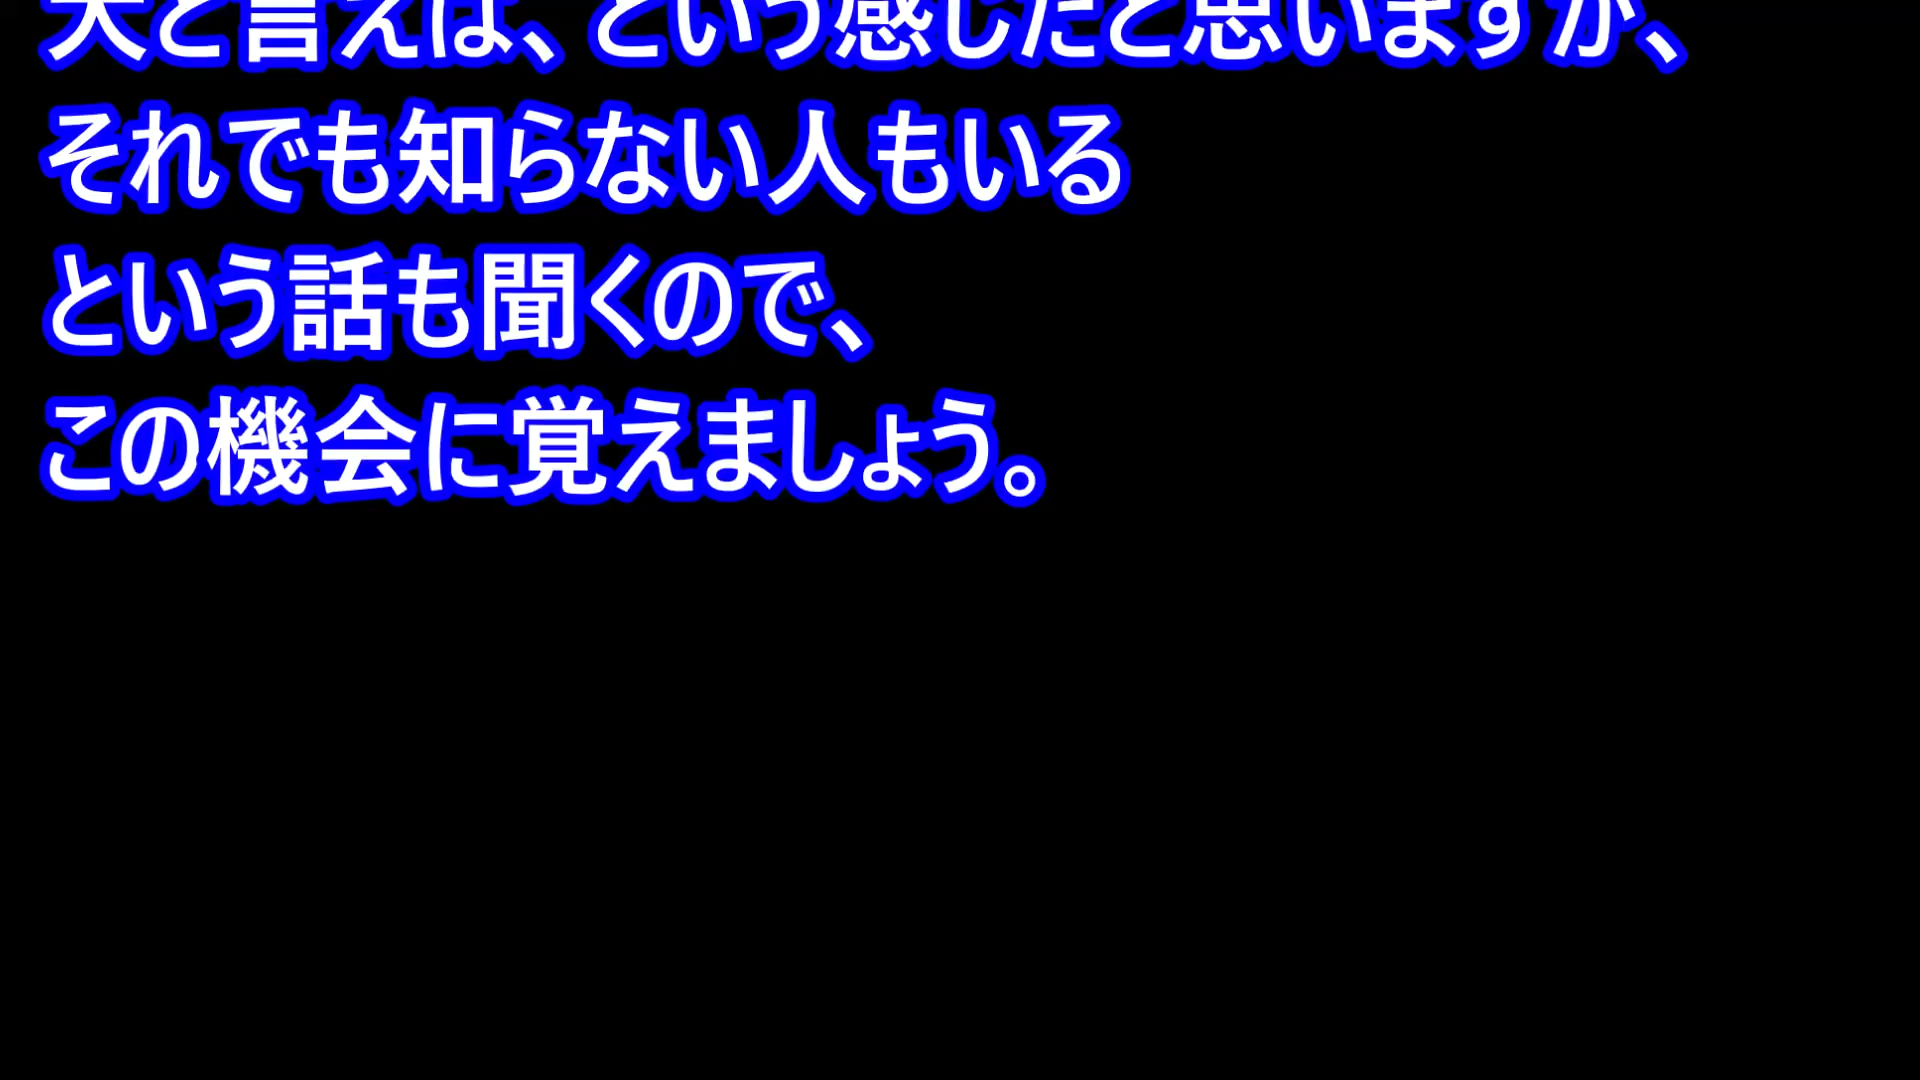 と言えば、という感じだと思いますが、
それでも知らない人もいる
という話も聞くので、
この機会に覚えましょう。